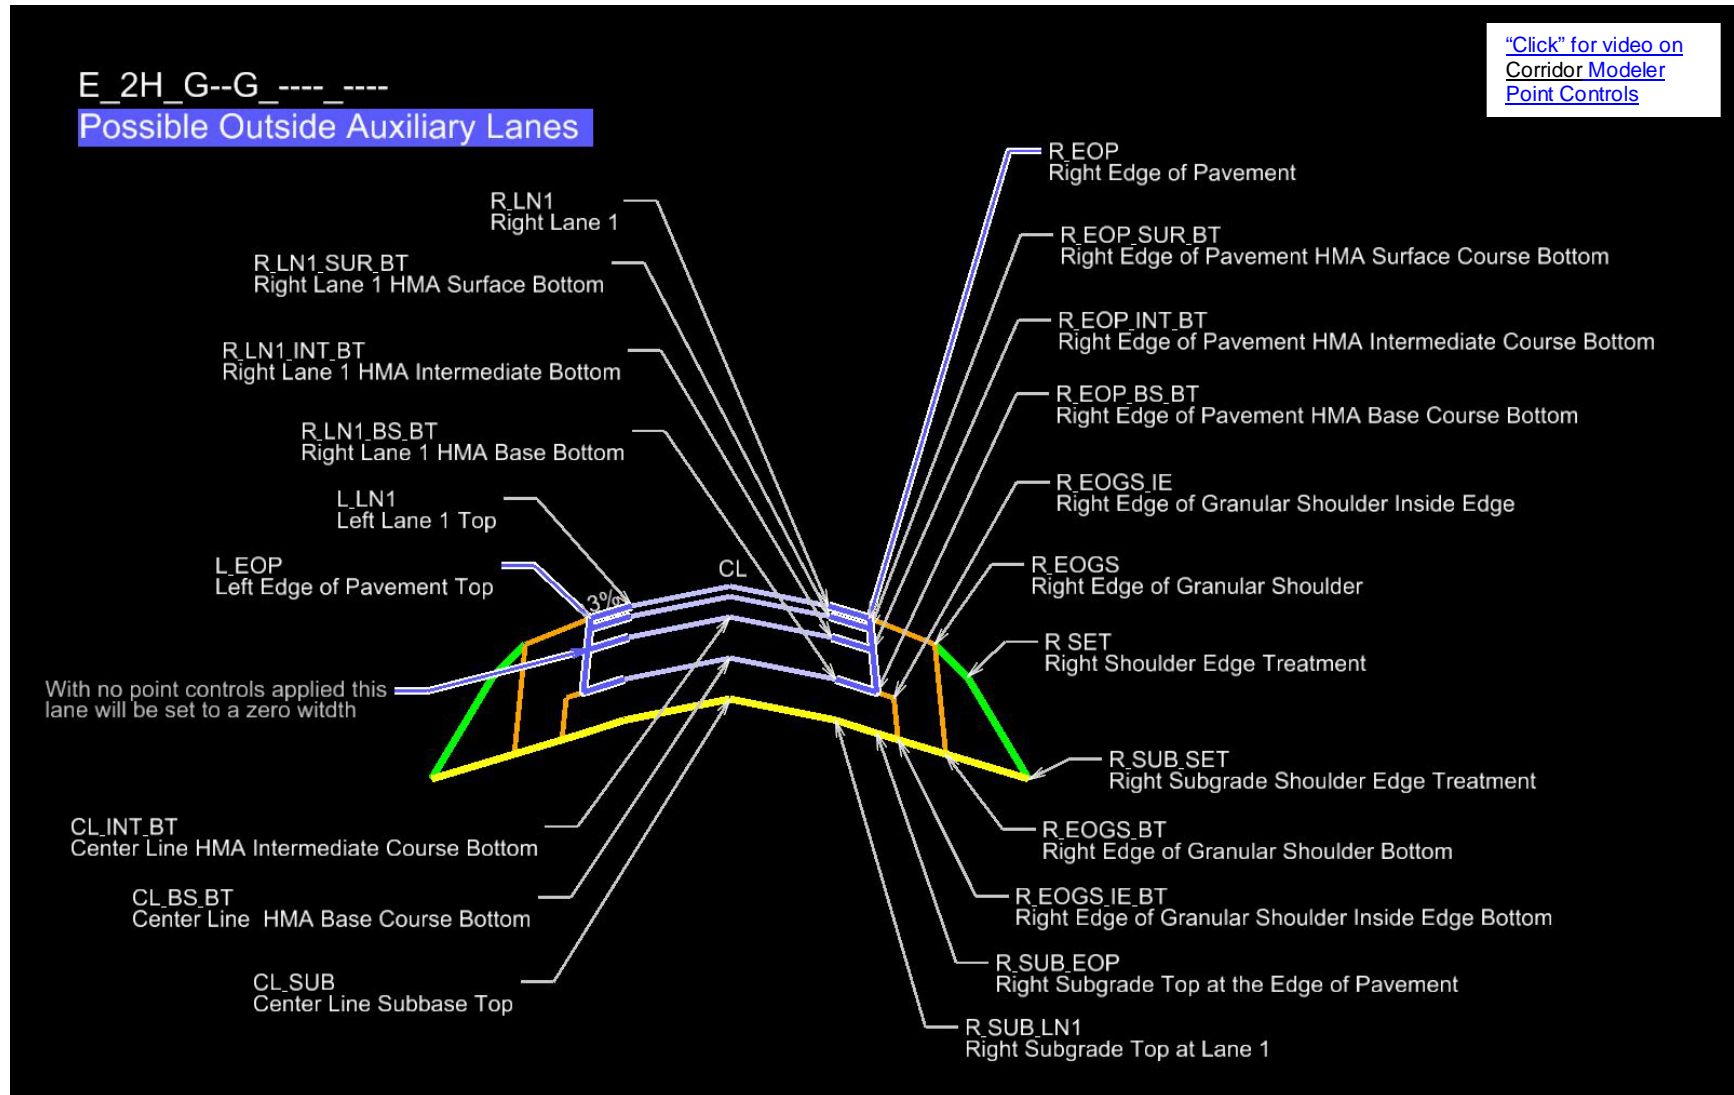 "Click" for video on
Corridor Modeler
Point Controls
E_2H_G--G_----_----
Possible Outside Auxiliary Lanes
R_LN1
Right Lane 1
R_LN1_SUR_BT
Right Lane 1 HMA Surface Bottom
R_LN1_INT_BT
Right Lane 1 HMA Intermediate Bottom
R_LN1_BS_BT
Right Lane 1 HMA Base Bottom
L_LN1
Left Lane 1 Top
L_EOP
Left Edge of Pavement Top
3%
CL
With no point controls applied this
lane will be set to a zero witdth
CL_INT_BT
Center Line HMA Intermediate Course Bottom
CL_BS_BT
Center Line  HMA Base Course Bottom
CL_SUB
Center Line Subbase Top
R_EOP
Right Edge of Pavement
R_EOP_SUR_BT
Right Edge of Pavement HMA Surface Course Bottom
R_EOP_INT_BT
Right Edge of Pavement HMA Intermediate Course Bottom
R_EOP_BS_BT
Right Edge of Pavement HMA Base Course Bottom
R_EOGS_IE
Right Edge of Granular Shoulder Inside Edge
R_EOGS
Right Edge of Granular Shoulder
R SET
Right Shoulder Edge Treatment
R_SUB_SET
Right Subgrade Shoulder Edge Treatment
R_EOGS_BT
Right Edge of Granular Shoulder Bottom
R_EOGS_IE_BT
Right Edge of Granular Shoulder Inside Edge Bottom
R_SUB_EOP
Right Subgrade Top at the Edge of Pavement
R_SUB_LN1
Right Subgrade Top at Lane 1